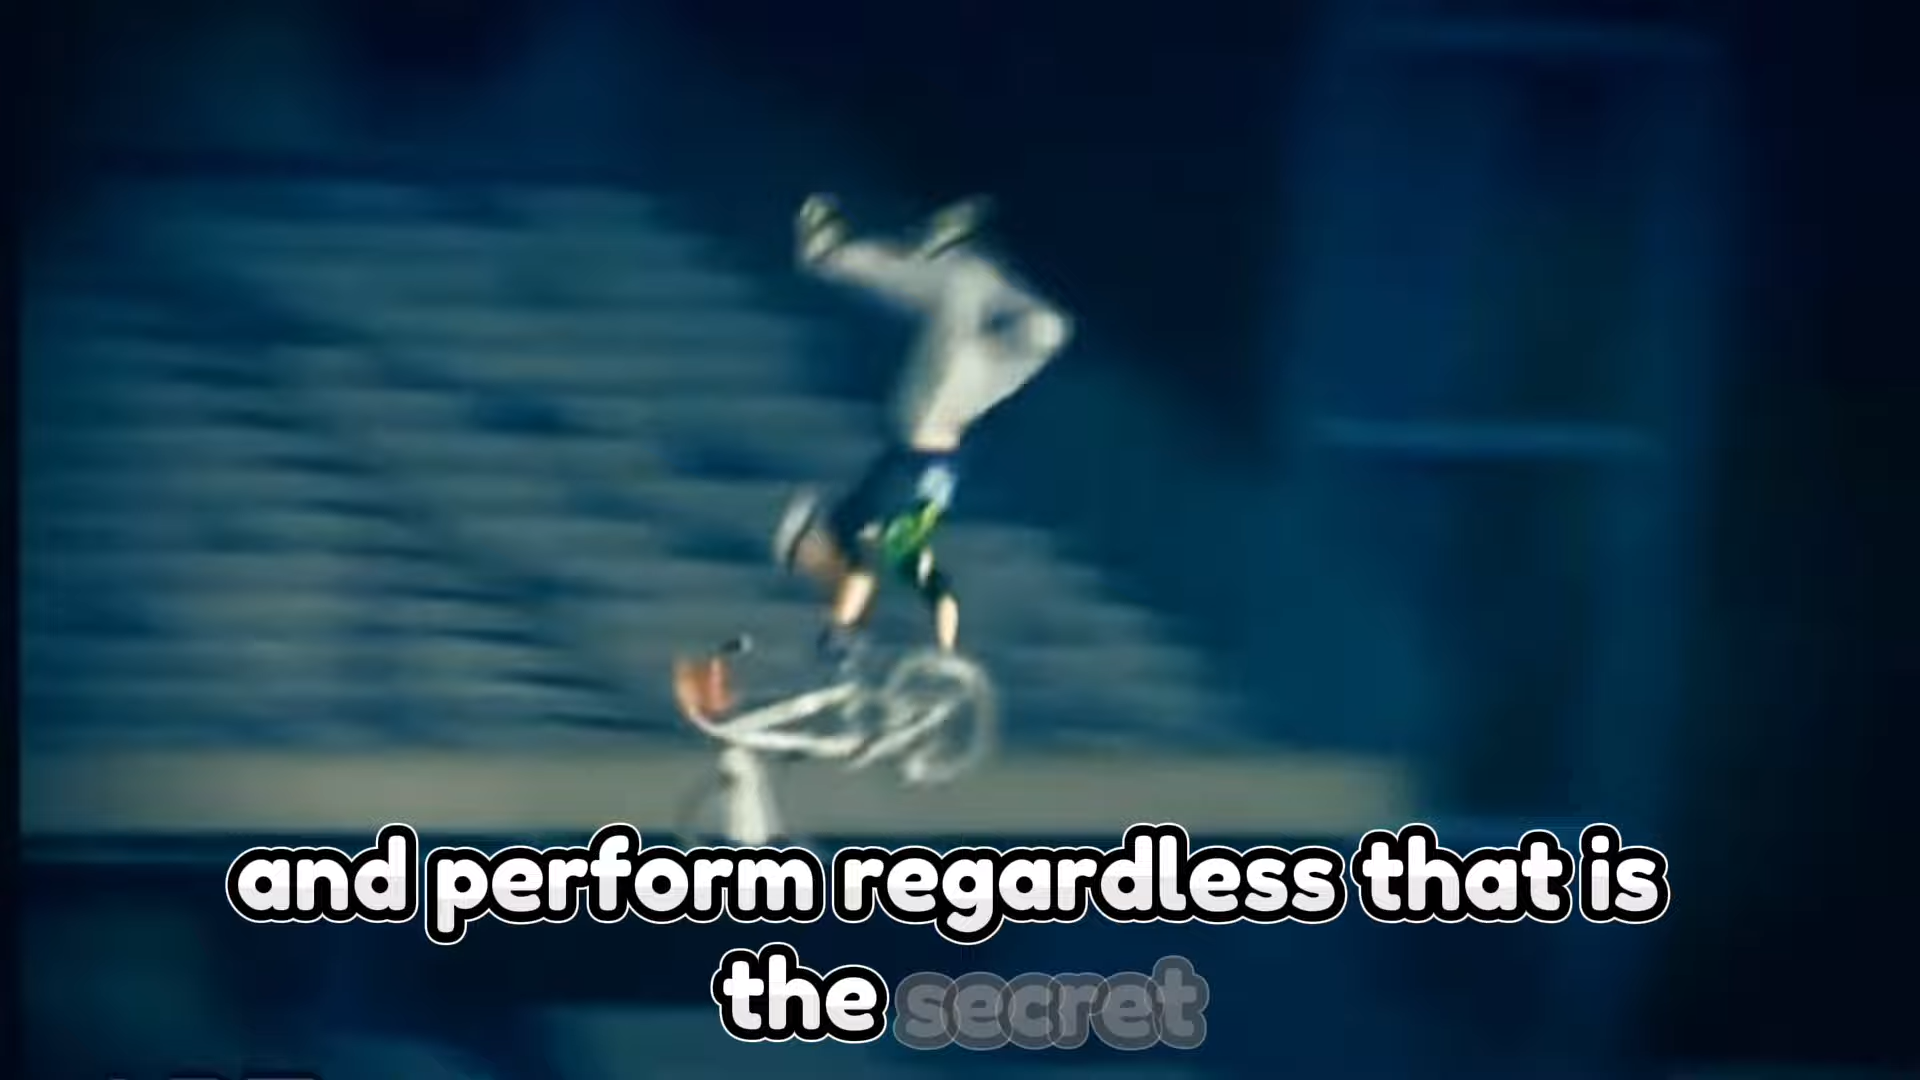 and perform regardless that is
the secret